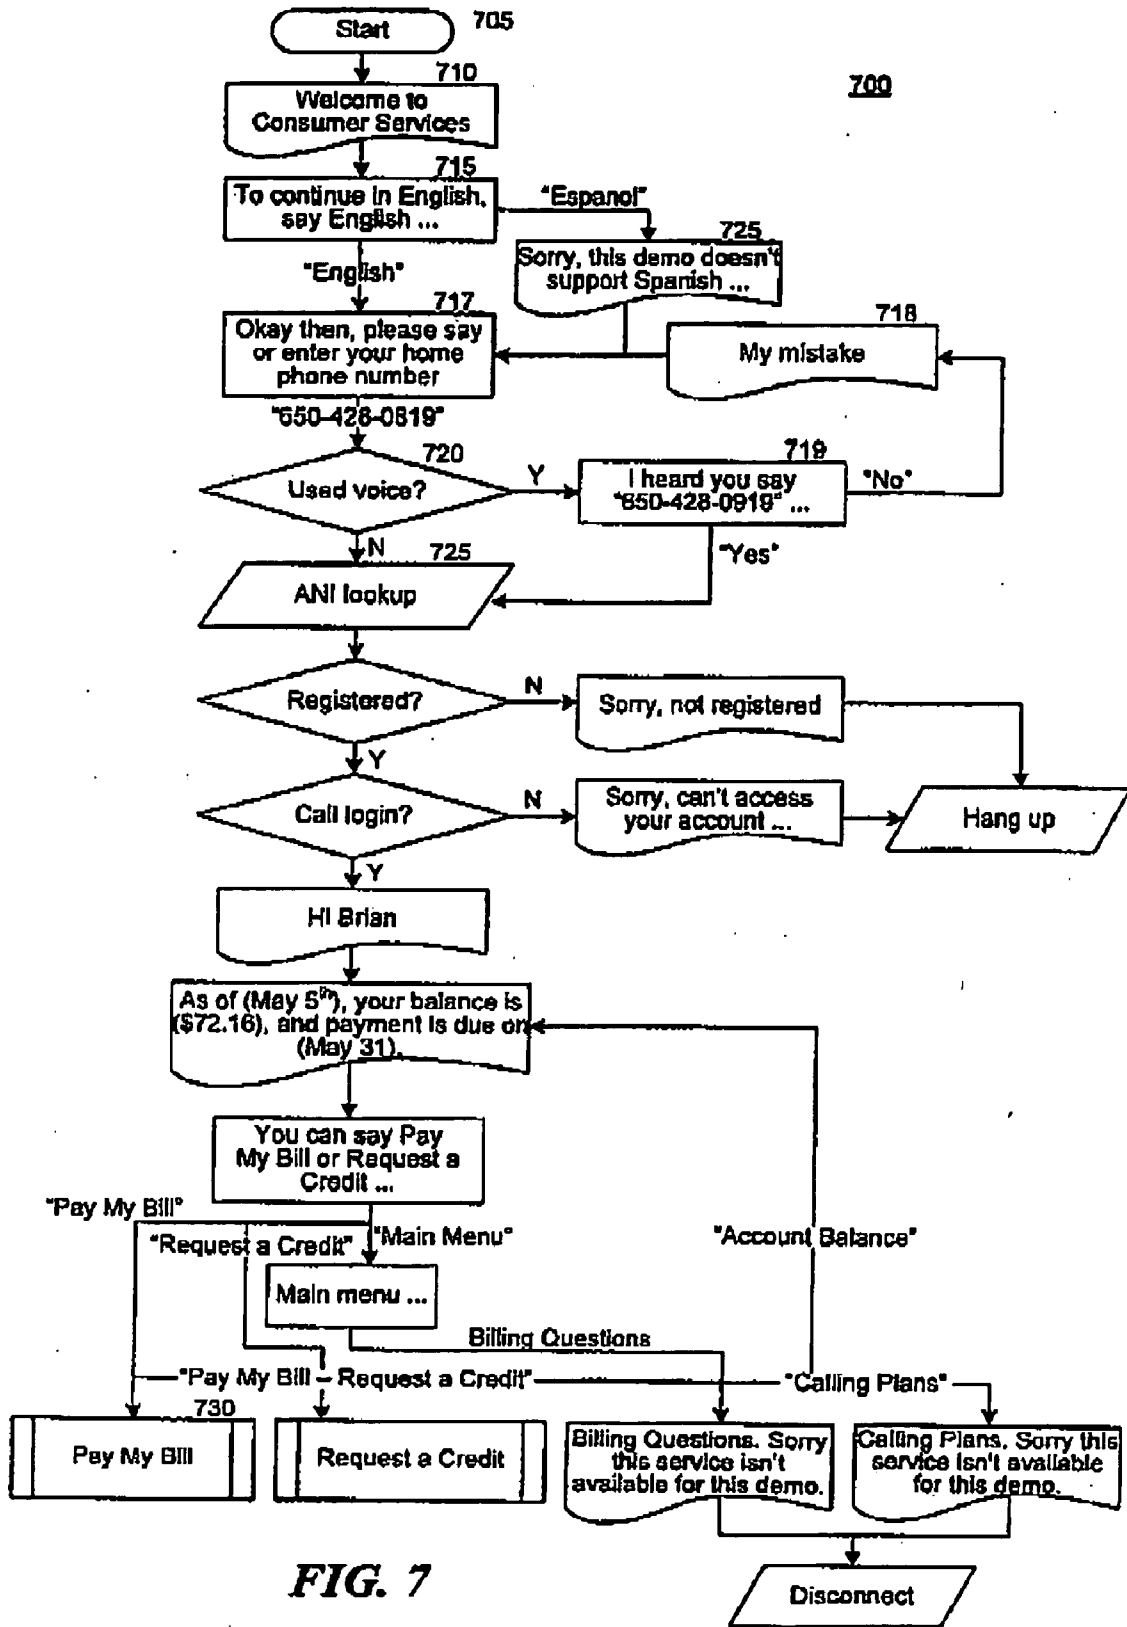 Start
705
710
Welcome to
Consumer Services
700
715
To continue in English,
say English ...
"Espanol"
725
Sorry, this demo doesn't
support Spanish ...
"English"
717
Okay then, please say
or enter your home
phone number
718
My mistake
"650-428-0819"
720
Used voice?
Y
719
I heard you say
"650-428-0919" ...
"No"
N
725
"Yes"
ANI lookup
Registered?
N
Sorry, not registered
Y
Call login?
N
Sorry, can't access
your account ...
Hang up
Y
Hi Brian
As of (May 5th), your balance is
($72.16), and payment is due on
(May 31).
You can say Pay
My Bill or Request a
Credit ...
"Pay My Bill"
"Request a Credit"
"Main Menu"
"Account Balance"
Main menu ...
Billing Questions
"Pay My Bill – Request a Credit"
"Calling Plans"
730
Pay My Bill
Request a Credit
Billing Questions. Sorry
this service isn't
available for this demo.
Calling Plans. Sorry this
service isn't available
for this demo.
FIG. 7
Disconnect